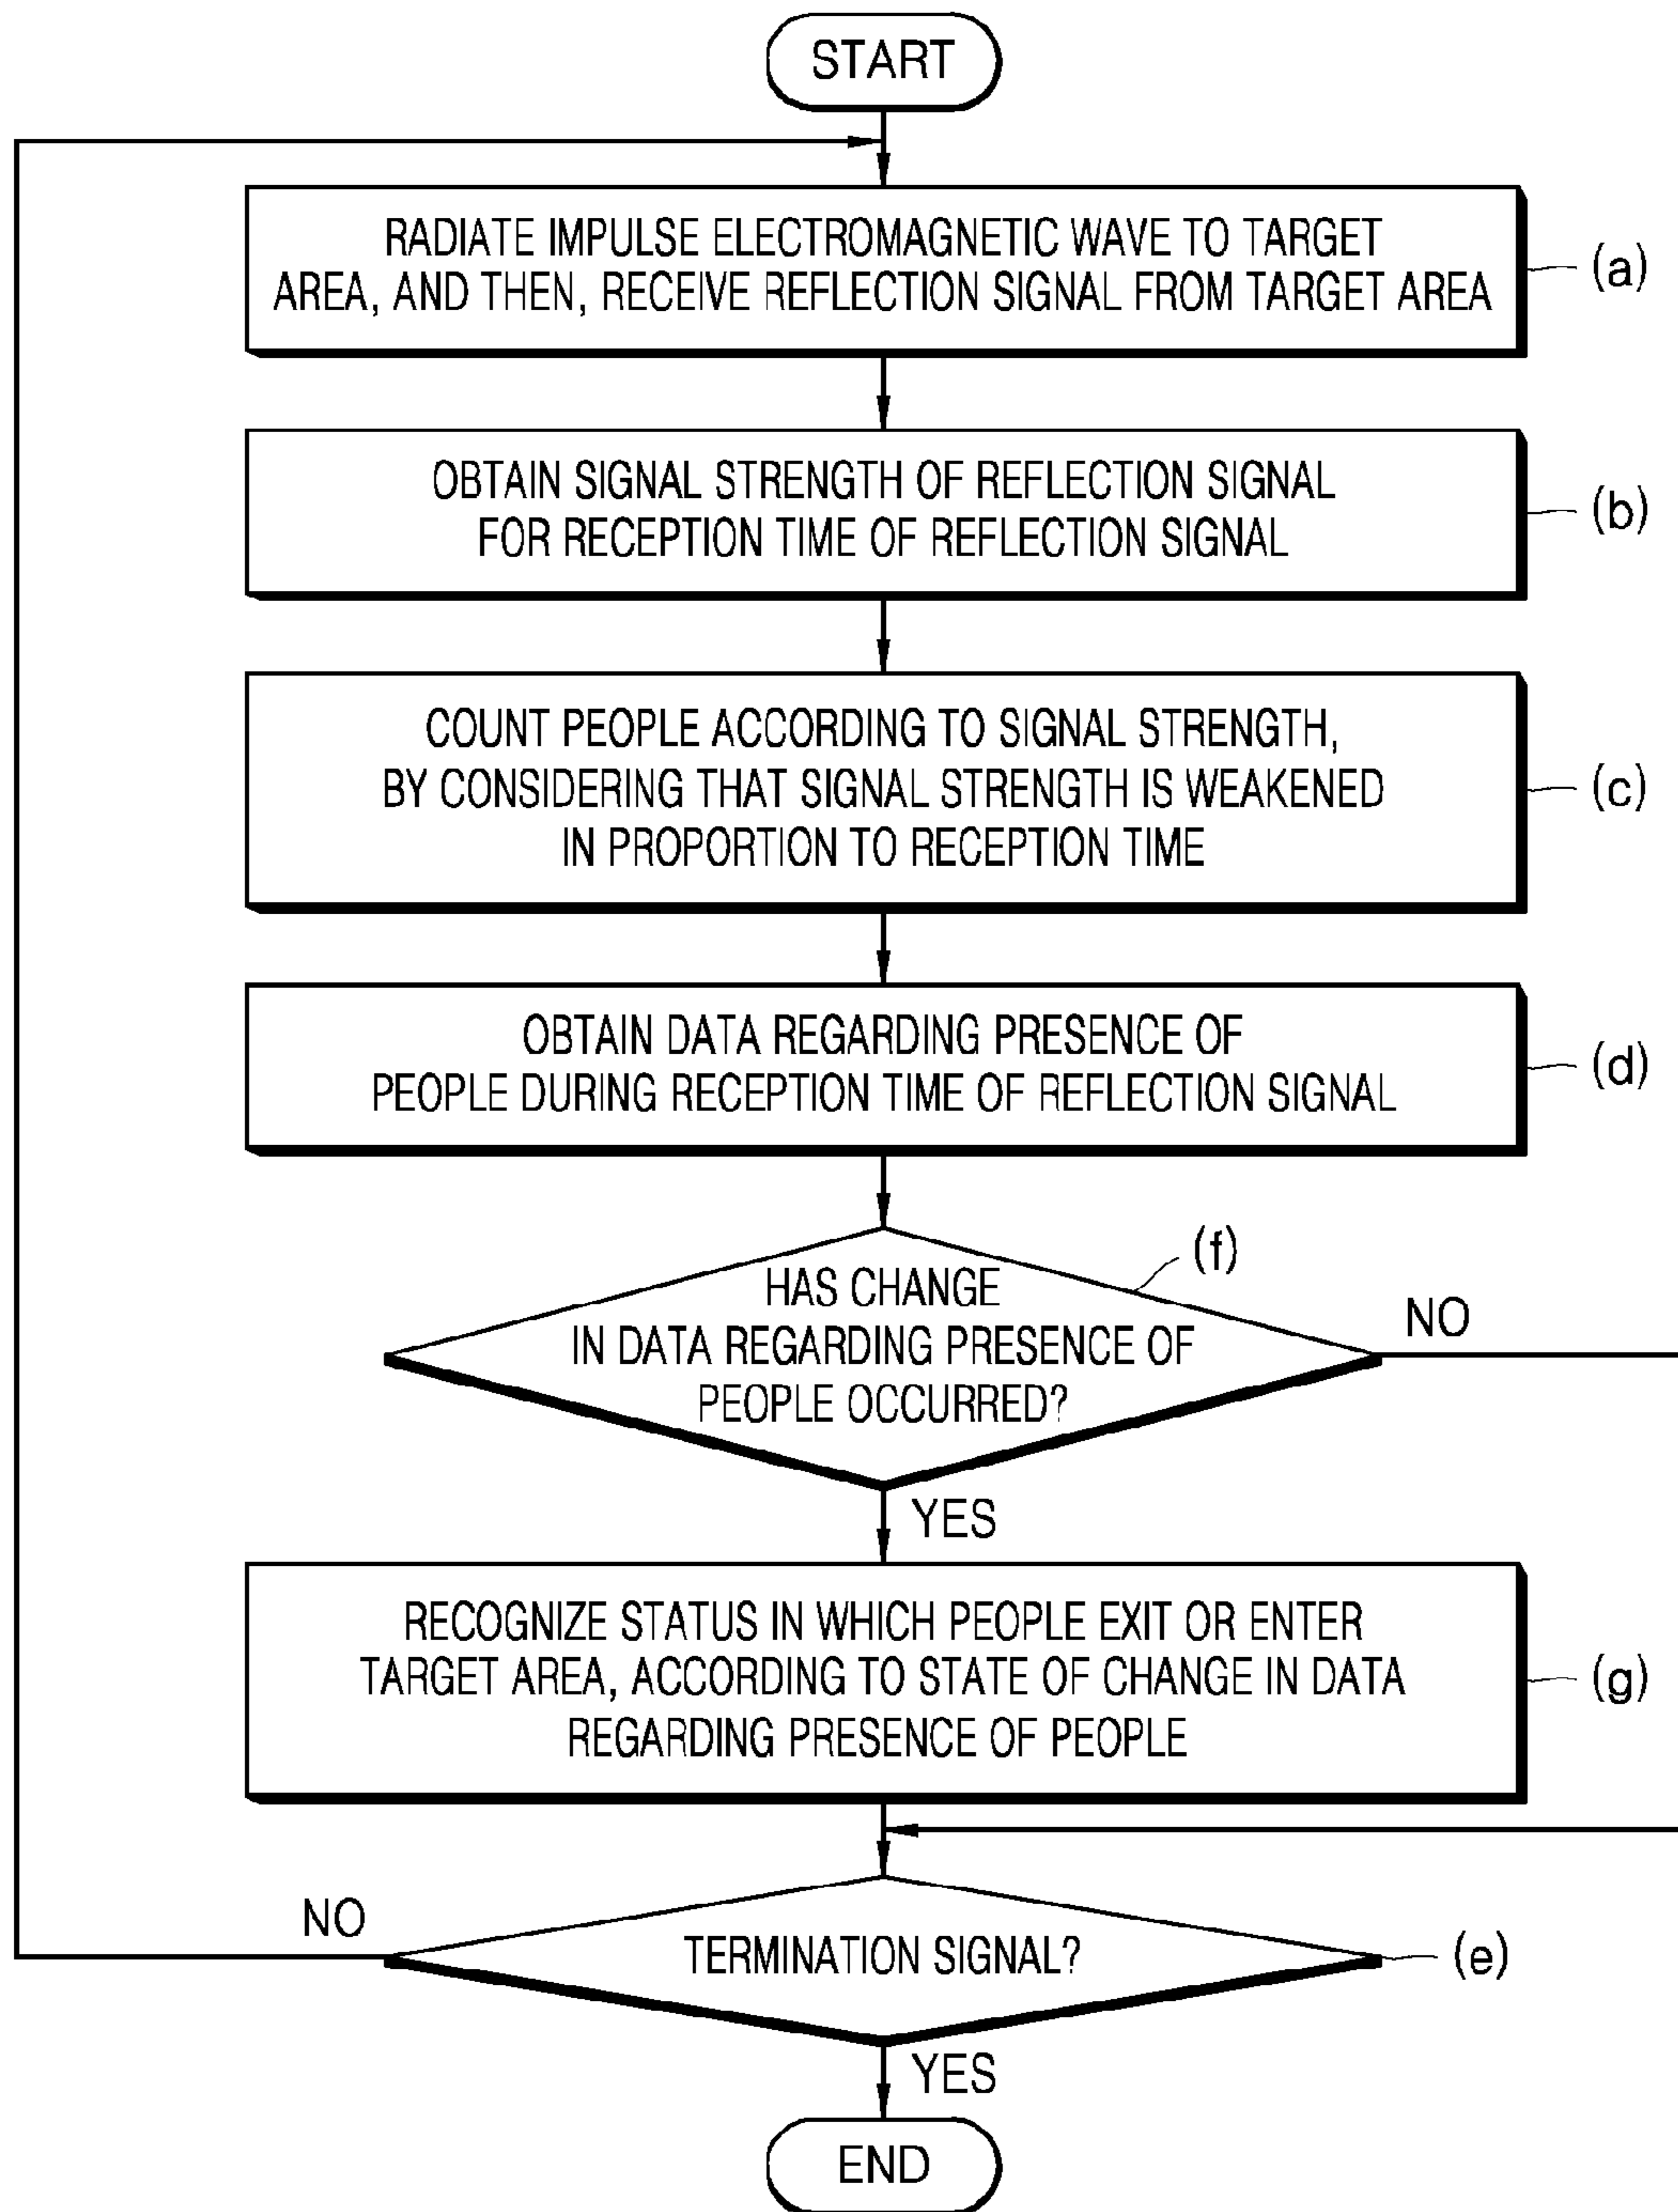 START
RADIATE IMPULSE ELECTROMAGNETIC WAVE TO TARGET
AREA, AND THEN, RECEIVE REFLECTION SIGNAL FROM TARGET AREA
(a)
OBTAIN SIGNAL STRENGTH OF REFLECTION SIGNAL
FOR RECEPTION TIME OF REFLECTION SIGNAL
(b)
COUNT PEOPLE ACCORDING TO SIGNAL STRENGTH,
BY CONSIDERING THAT SIGNAL STRENGTH IS WEAKENED
IN PROPORTION TO RECEPTION TIME
(c)
OBTAIN DATA REGARDING PRESENCE OF
PEOPLE DURING RECEPTION TIME OF REFLECTION SIGNAL
(d)
(f)
HAS CHANGE
IN DATA REGARDING PRESENCE OF
PEOPLE OCCURRED?
NO
YES
RECOGNIZE STATUS IN WHICH PEOPLE EXIT OR ENTER
TARGET AREA, ACCORDING TO STATE OF CHANGE IN DATA
REGARDING PRESENCE OF PEOPLE
(g)
NO
TERMINATION SIGNAL?
(e)
YES
END